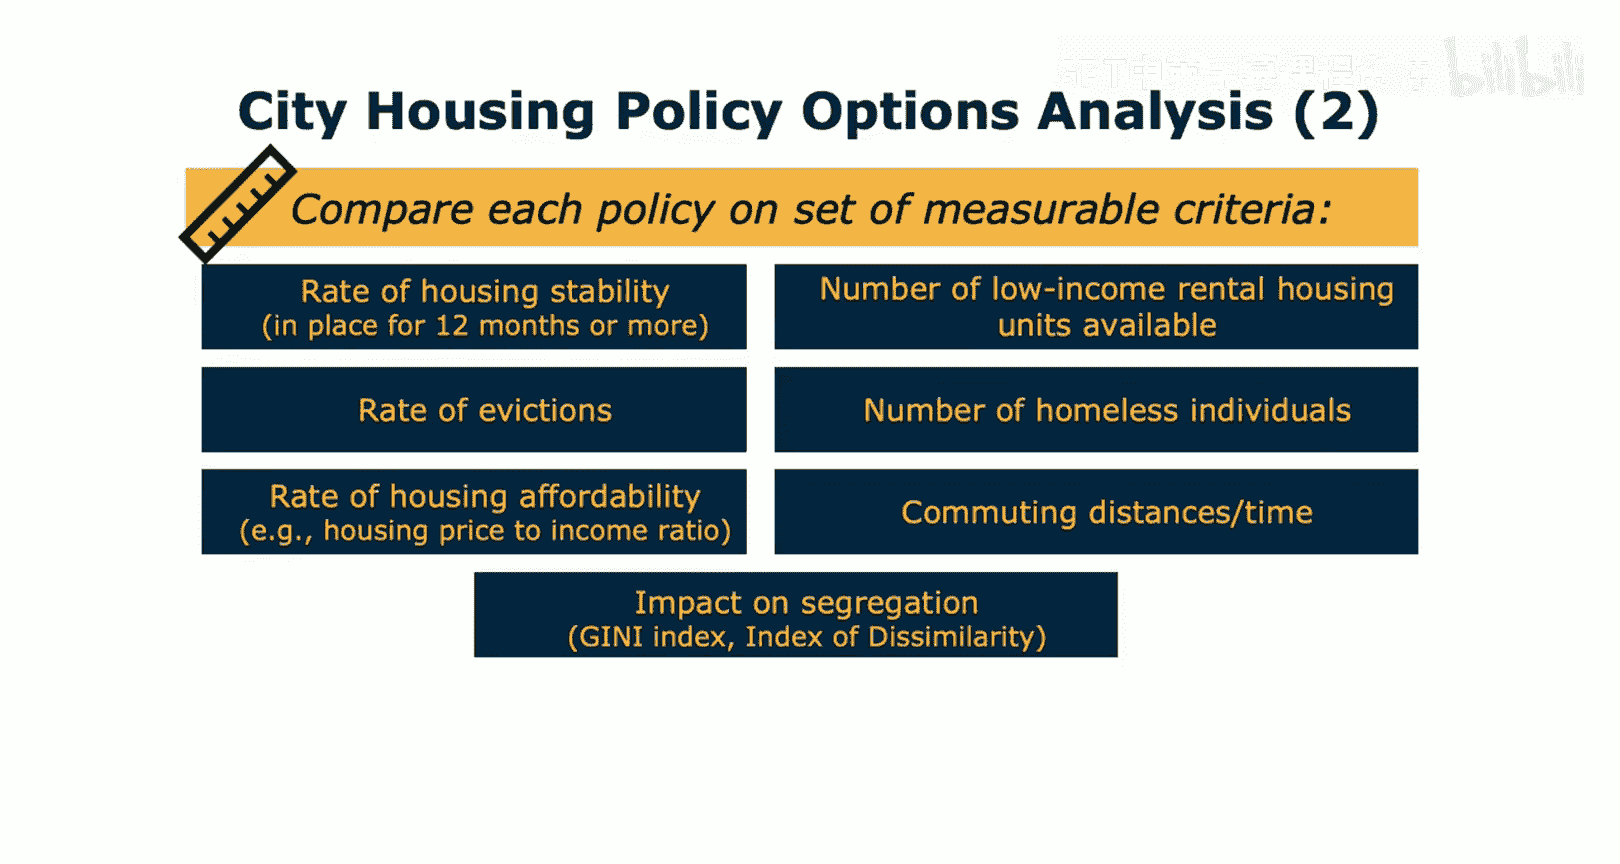 bilibili
City Housing Policy Options Analysis (2)
Compare each policy on set of measurable criteria:
Rate of housing stability
(in place for 12 months or more)
Number of low-income rental housing
units available
Rate of evictions
Number of homeless individuals
Rate of housing affordability
(e.g., housing price to income ratio)
Commuting distances/time
Impact on segregation
(GINI index, Index of Dissimilarity)